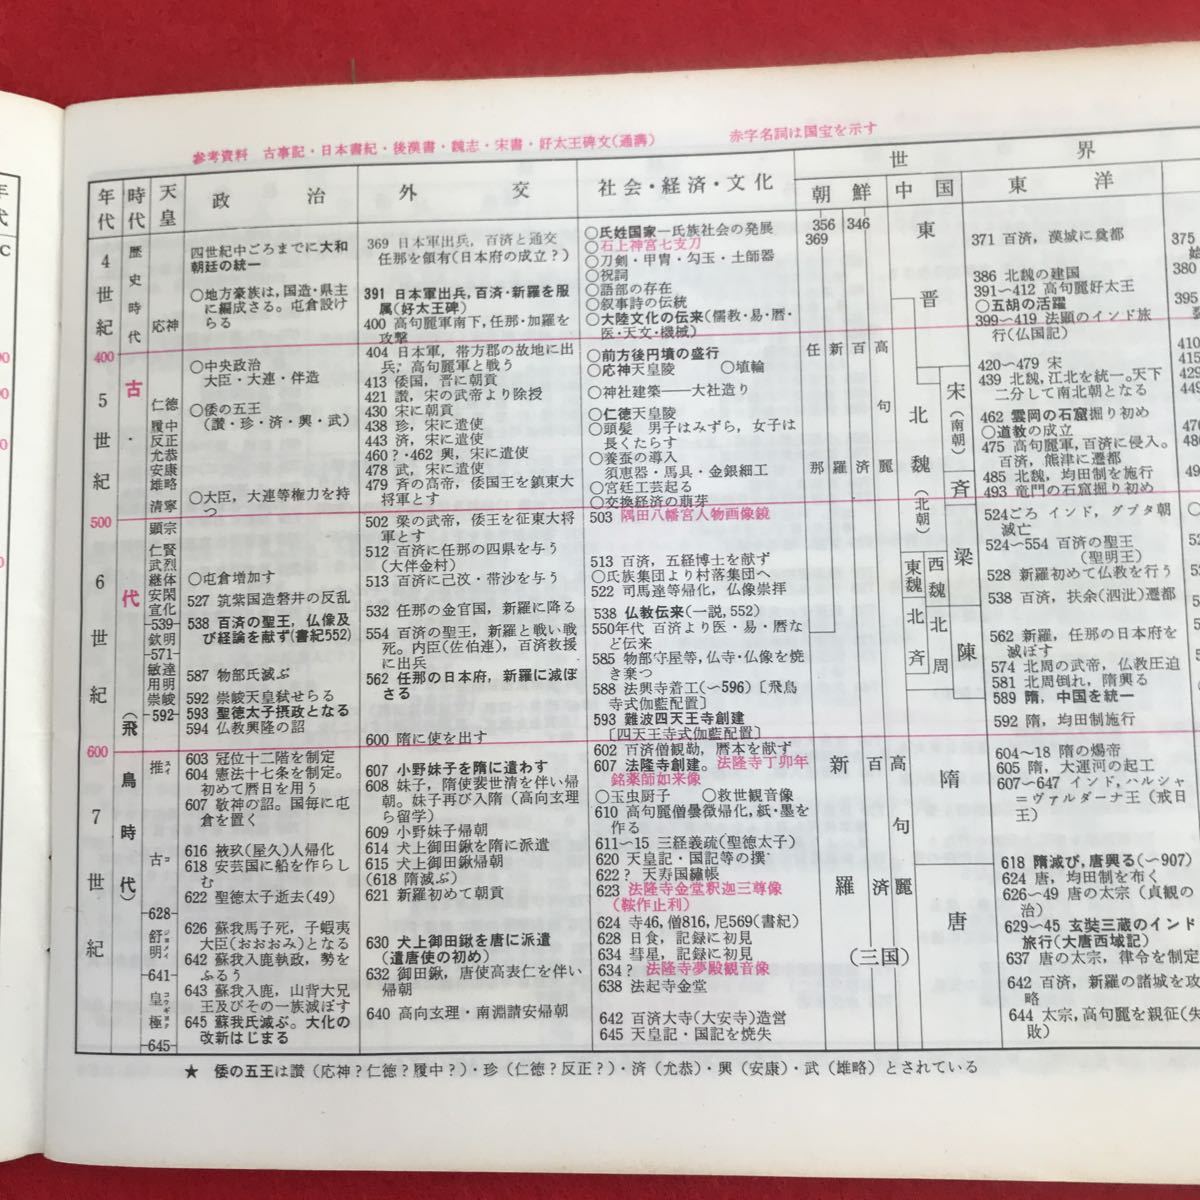 参考資料　古事記・日本書紀・後漢書・魏志・宋書・好太王碑文(通溝)
赤字名詞は国宝を示す
年代
時代
天皇
政　治
外　交
社会・経済・文化
世　界
朝　鮮
中　国
東　洋
4世紀
歴史時代
応神
四世紀中ごろまでに大和
朝廷の統一
○地方豪族は，国造・県主
に編成さる。屯倉設け
らる
369 日本軍出兵，百済と通交
任那を領有(日本府の成立？)
391 日本軍出兵，百済・新羅を服
属(好太王碑)
400 高句麗軍南下，任那・加羅を
攻撃
○氏姓国家―氏族社会の発展
○石上神宮七支刀
○刀剣・甲冑・勾玉・土師器
○祝詞
○語部の存在
○叙事詩の伝統
○大陸文化の伝来(儒教・易・暦・
医・天文・機械)
356
346
369
東晋
371 百済，漢城に奠都
386 北魏の建国
391～412 高句麗好太王
○五胡の活躍
399～419 法顕のインド旅
行(仏国記)
375
380
395
400
5世紀
古
仁徳
履中
反正
允恭
安康
雄略
清寧
○中央政治
大臣・大連・伴造
○倭の五王
(讃・珍・済・興・武)
○大臣，大連等権力を持
つ
404 日本軍，帯方郡の故地に出
兵，高句麗軍と戦う
413 倭国，晋に朝貢
421 讃，宋の武帝より除授
430 宋に朝貢
438 珍，宋に遣使
443 済，宋に遣使
460？・462 興，宋に遣使
478 武，宋に遣使
479 斉の高帝，倭国王を鎮東大
将軍とす
○前方後円墳の盛行
○応神天皇陵　○埴輪
○神社建築――大社造り
○仁徳天皇陵
○頭髪　男子はみずら，女子は
長くたらす
○養蚕の導入
須恵器・馬具・金銀細工
○宮廷工芸起る
○交換経済の萌芽
任那
新羅
百済
高句麗
北魏(北朝)
宋(南朝)
斉
420～479 宋
439 北魏，江北を統一。天下
二分して南北朝となる
462 雲岡の石窟掘り初め
○道教の成立
475 高句麗軍，百済に侵入。
百済，熊津に遷都
485 北魏，均田制を施行
493 竜門の石窟掘り初め
410
415
429
449
500
6世紀
代
顕宗
仁賢
武烈
継体
安閑
宣化
―539―
欽明
―571―
敏達
用明
崇峻
―592―
○屯倉増加す
527 筑紫国造磐井の反乱
538 百済の聖王，仏像及
び経論を献ず(書紀552)
587 物部氏滅ぶ
592 崇峻天皇弑せらる
593 聖徳太子摂政となる
594 仏教興隆の詔
502 梁の武帝，倭王を征東大将
軍とす
512 百済に任那の四県を与う
(大伴金村)
513 百済に己汶・帯沙を与う
532 任那の金官国，新羅に降る
554 百済の聖王，新羅と戦い戦
死。内臣(佐伯連)，百済救援
に出兵
562 任那の日本府，新羅に滅ぼ
さる
600 隋に使を出す
503 隅田八幡宮人物画像鏡
513 百済，五経博士を献ず
○氏族集団より村落集団へ
522 司馬達等帰化，仏像崇拝
538 仏教伝来(一説，552)
550年代 百済より医・易・暦な
ど伝来
585 物部守屋等，仏寺・仏像を焼
き棄つ
588 法興寺着工(～596)〔飛鳥
寺式伽藍配置〕
593 難波四天王寺創建
〔四天王寺式伽藍配置〕
東魏
西魏
北斉
北周
梁
陳
524ごろ インド，グプタ朝
滅亡
524～554 百済の聖王
(聖明王)
528 新羅初めて仏教を行う
538 百済，扶余(泗沘)遷都
562 新羅，任那の日本府を
滅ぼす
574 北周の武帝，仏教圧迫
581 北周倒れ，隋興る
589 隋，中国を統一
592 隋，均田制施行
600
7世紀
(飛鳥時代)
推スイ
古コ
―628―
舒ジョ
明メイ
―641―
皇コウ
極ギョク
―645―
603 冠位十二階を制定
604 憲法十七条を制定。
初めて暦日を用う
607 敬神の詔。国毎に屯
倉を置く
616 掖玖(屋久)人帰化
618 安芸国に船を作らし
む
622 聖徳太子逝去(49)
626 蘇我馬子死，子蝦夷
大臣(おおおみ)となる
642 蘇我入鹿執政，勢を
ふるう
643 蘇我入鹿，山背大兄
王及びその一族滅ぼす
645 蘇我氏滅ぶ。大化の
改新はじまる
607 小野妹子を隋に遣わす
608 妹子，隋使裴世清を伴い帰
朝。妹子再び入隋(高向玄理
ら留学)
609 小野妹子帰朝
614 犬上御田鍬を隋に派遣
615 犬上御田鍬帰朝
(618 隋滅ぶ)
621 新羅初めて朝貢
630 犬上御田鍬を唐に派遣
(遣唐使の初め)
632 御田鍬，唐使高表仁を伴い
帰朝
640 高向玄理・南淵請安帰朝
602 百済僧観勒，暦本を献ず
607 法隆寺創建。法隆寺丁卯年
銘薬師如来像
○玉虫厨子　○救世観音像
610 高句麗僧曇徴帰化，紙・墨を
作る
611～15 三経義疏(聖徳太子)
620 天皇記・国記等の撰
622？ 天寿国繡帳
623 法隆寺金堂釈迦三尊像
(鞍作止利)
624 寺46，僧816，尼569(書紀)
628 日食，記録に初見
634 彗星，記録に初見
634？ 法隆寺夢殿観音像
638 法起寺金堂
642 百済大寺(大安寺)造営
645 天皇記・国記を焼失
新羅
百済
高句麗
(三国)
隋
唐
604～18 隋の煬帝
605 隋，大運河の起工
607～647 インド，ハルシャ
＝ヴァルダーナ王(戒日
王)
618 隋滅び，唐興る(～907)
624 唐，均田制を布く
626～49 唐の太宗(貞観の
治)
629～45 玄奘三蔵のインド
旅行(大唐西域記)
637 唐の太宗，律令を制定
642 百済，新羅の諸城を攻
略
644 太宗，高句麗を親征(失
敗)
★　倭の五王は讃(応神？仁徳？履中？)・珍(仁徳？反正？)・済(允恭)・興(安康)・武(雄略)とされている